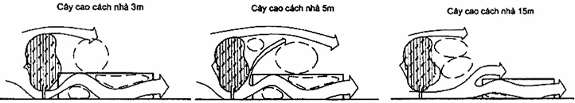 Cây cao cách nhà 3m
Cây cao cách nhà 5m
Cây cao cách nhà 15m